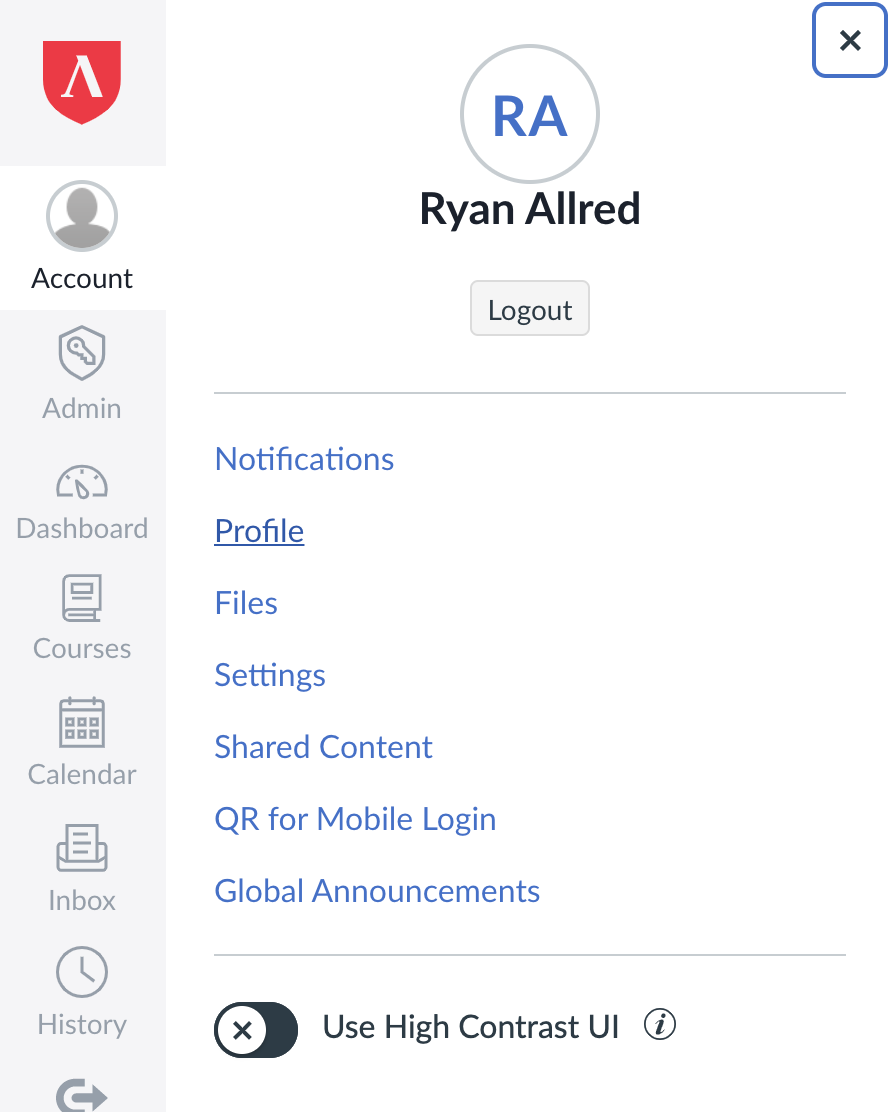 Account
Admin
Dashboard
Courses
Calendar
Inbox
History
RA
Ryan Allred
Logout
Notifications
Profile
Files
Settings
Shared Content
QR for Mobile Login
Global Announcements
Use High Contrast UI